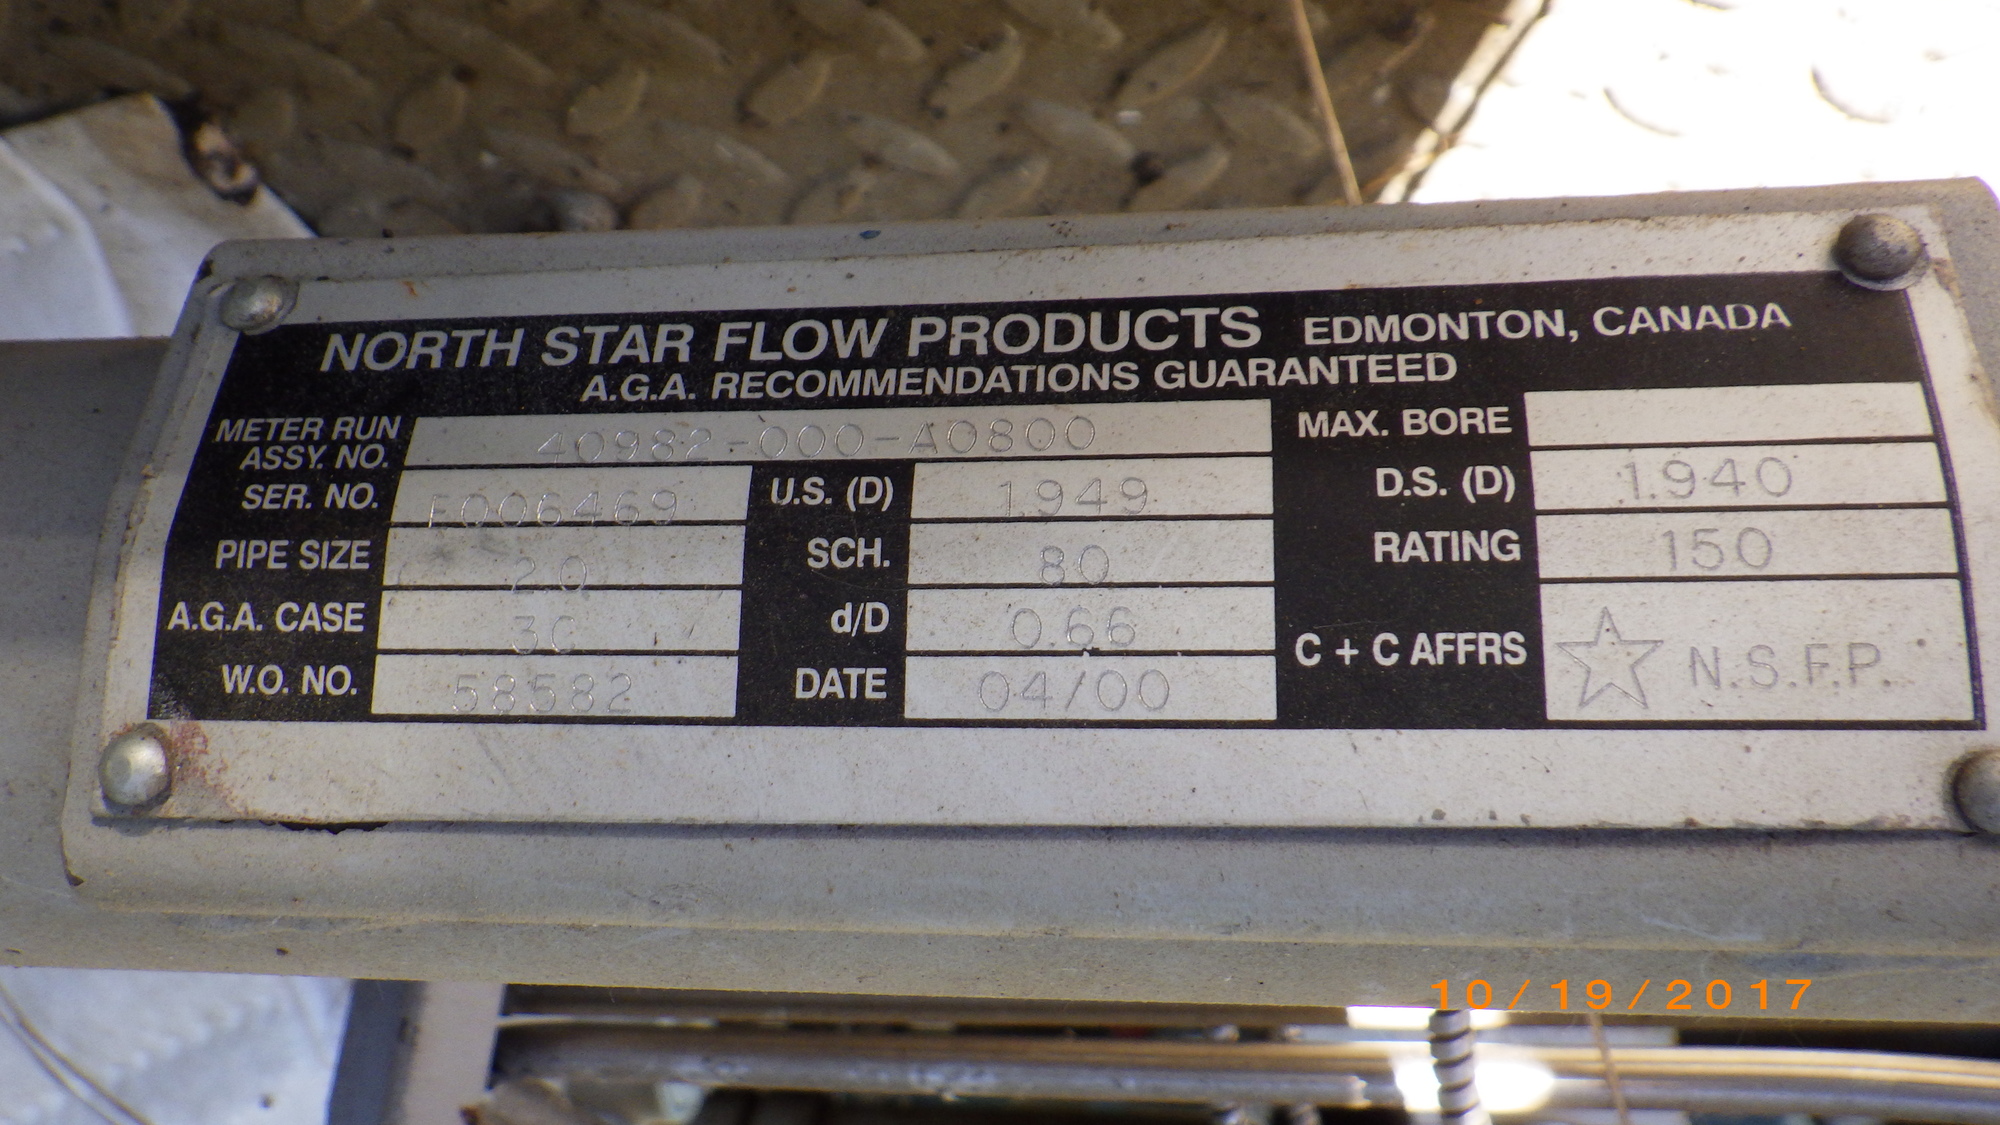 NORTH STAR FLOW PRODUCTS EDMONTON, CANADA
A.G.A. RECOMMENDATIONS GUARANTEED
METER RUN ASSY. NO. 40982-000-A0800 MAX. BORE
SER. NO. E006469 U.S. (D) 1.949 D.S. (D) 1.940
PIPE SIZE 2.0 SCH. 80 RATING 150
A.G.A. CASE 3C d/D 0.66 C + C AFFRS N.S.F.P.
W.O. NO. 58582 DATE 04/00
10/19/2017